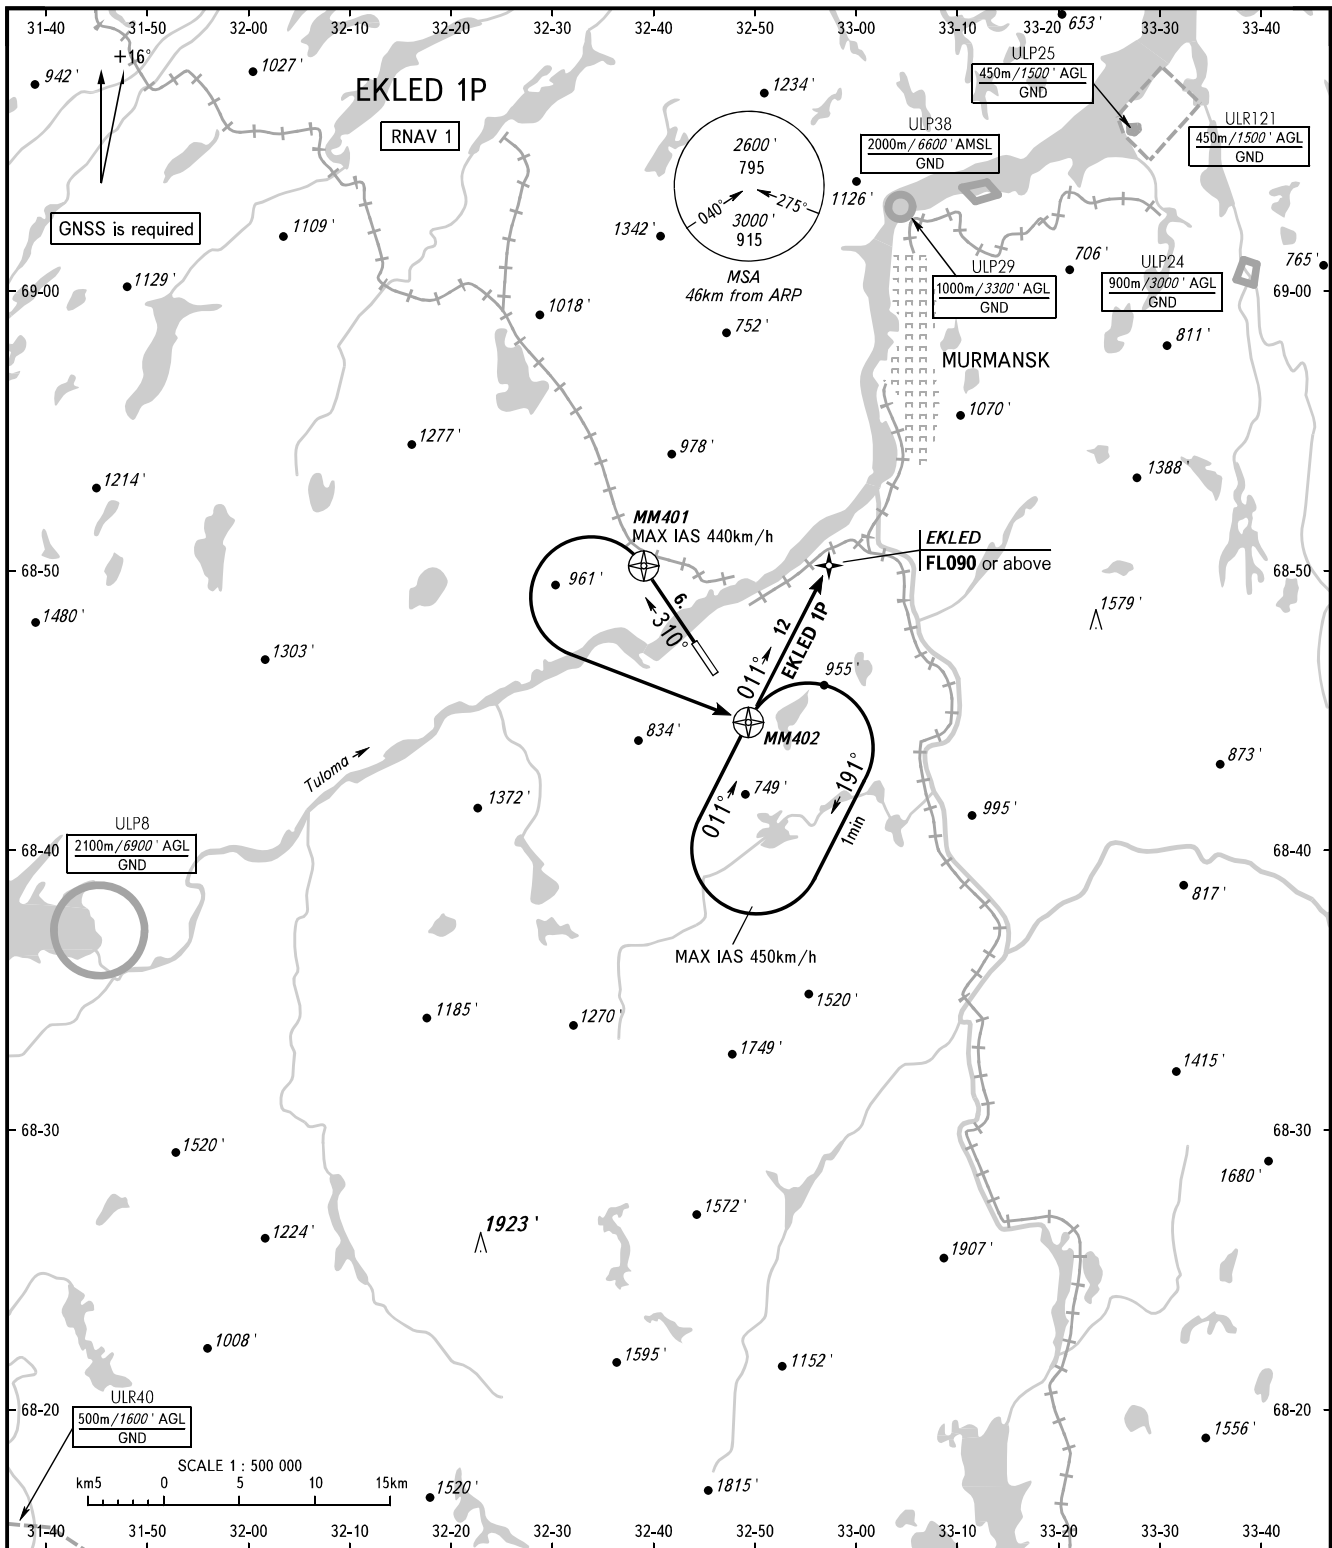 31-40 31-50 32-00 32-10 32-20 32-30 32-40 32-50 33-00 33-10 33-20 33-30 33-40
653'
+16°
942'
1027'
EKLED 1P
RNAV 1
1234'
ULP25
450m/1500' AGL
GND
ULP38
2000m/6600' AMSL
GND
ULR121
450m/1500' AGL
GND
2600'
795
040°
275°
3000'
915
MSA
46km from ARP
1126'
GNSS is required
1109'
1342'
1129'
706'
765'
ULP29
1000m/3300' AGL
GND
ULP24
900m/3000' AGL
GND
69-00
69-00
1018'
752'
811'
MURMANSK
1070'
1277'
978'
1214'
1388'
MM401
MAX IAS 440km/h
EKLED
FL090 or above
68-50
68-50
961'
6.
310°
1480'
1579'
12
011°
EKLED 1P
1303'
955'
834'
MM402
873'
Tuloma
749'
011°
191°
1min
1372'
995'
ULP8
2100m/6900' AGL
GND
68-40
68-40
817'
MAX IAS 450km/h
1185'
1270'
1520'
1749'
1415'
68-30
68-30
1520'
1680'
1572'
1224'
1923'
1907'
1008'
1595'
1152'
ULR40
500m/1600' AGL
GND
68-20
68-20
1556'
SCALE 1 : 500 000
km5 0 5 10 15km
1520'
1815'
31-40 31-50 32-00 32-10 32-20 32-30 32-40 32-50 33-00 33-10 33-20 33-30 33-40